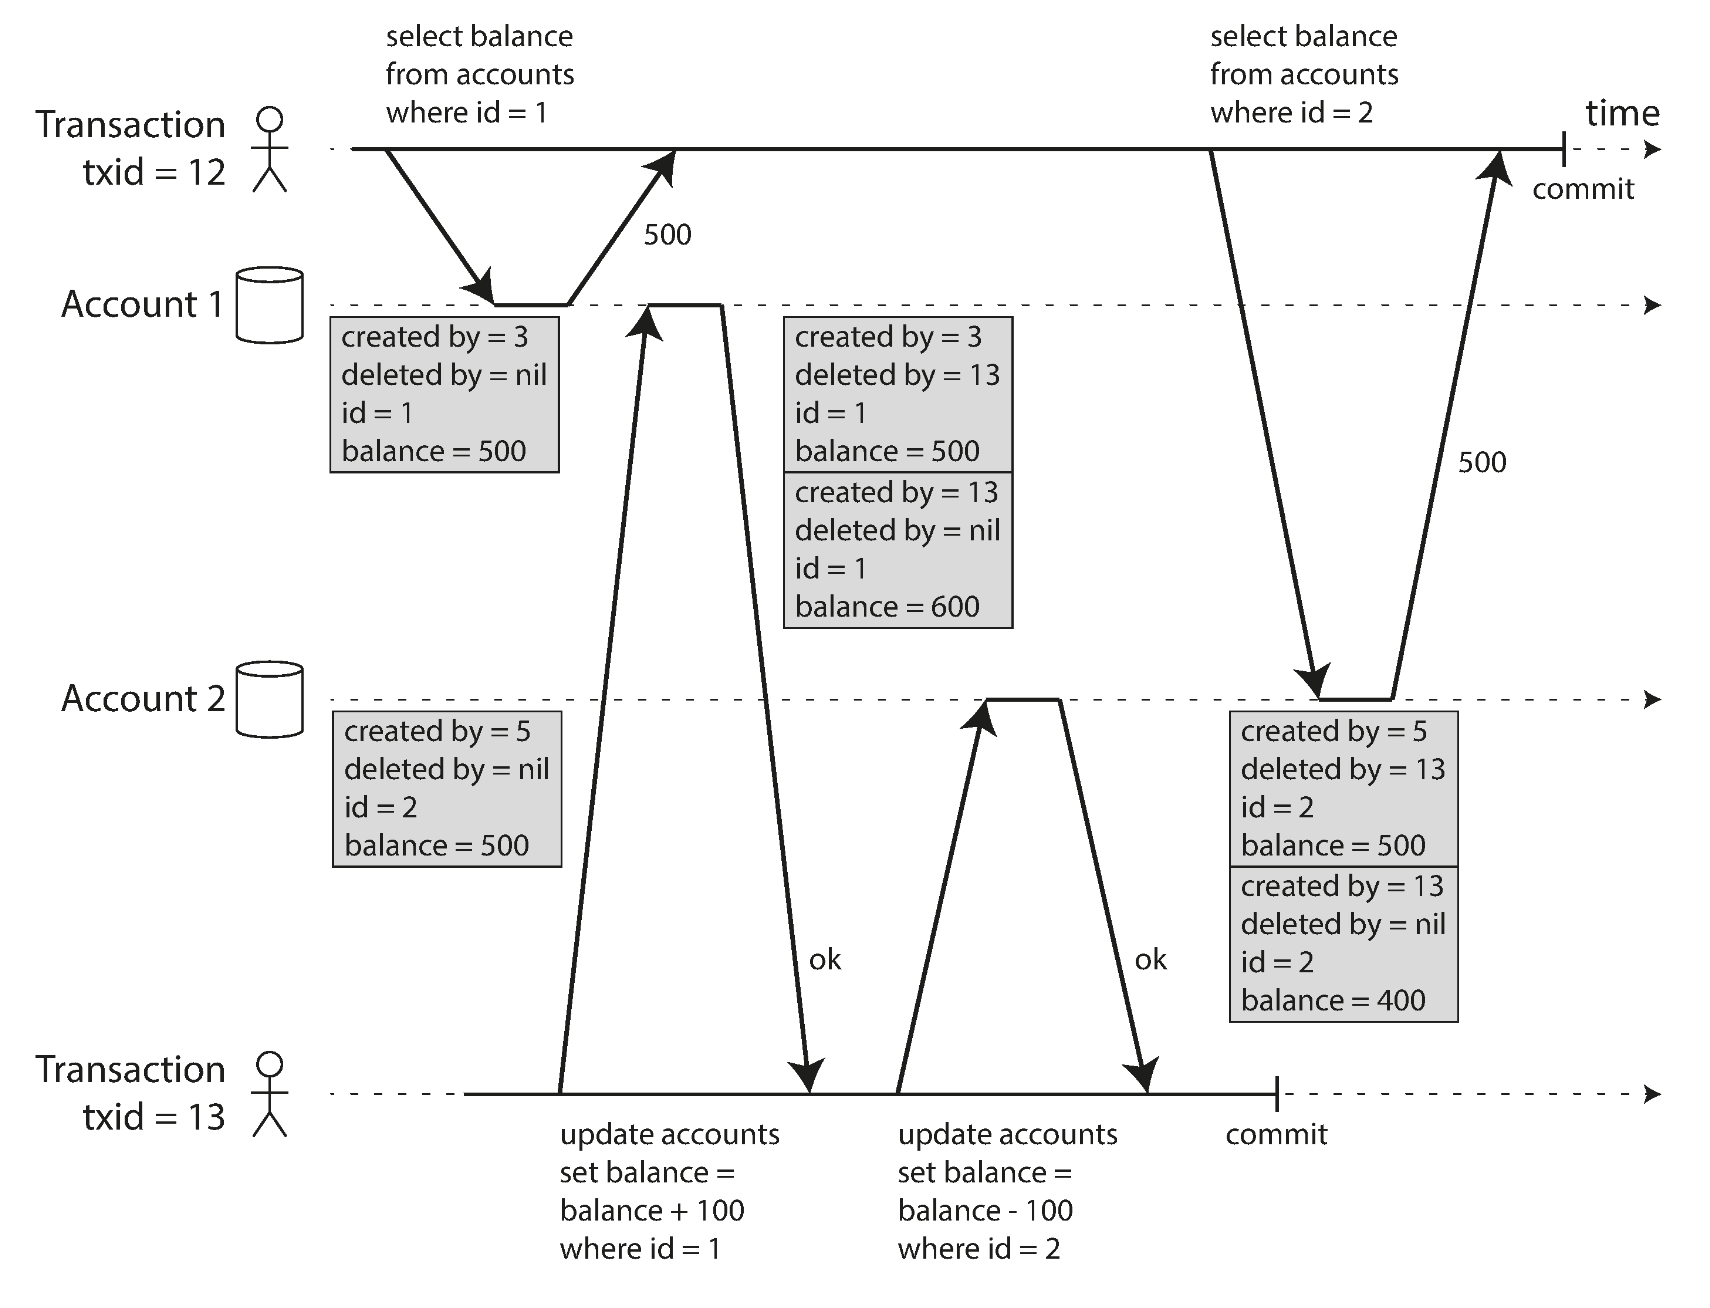 select balance
from accounts
where id = 1
select balance
from accounts
where id = 2
time
Transaction
txid = 12
commit
500
Account 1
created by = 3
deleted by = nil
id = 1
balance = 500
created by = 3
deleted by = 13
id = 1
balance = 500
created by = 13
deleted by = nil
id = 1
balance = 600
500
Account 2
created by = 5
deleted by = nil
id = 2
balance = 500
created by = 5
deleted by = 13
id = 2
balance = 500
created by = 13
deleted by = nil
id = 2
balance = 400
ok
ok
Transaction
txid = 13
update accounts
set balance =
balance + 100
where id = 1
update accounts
set balance =
balance - 100
where id = 2
commit